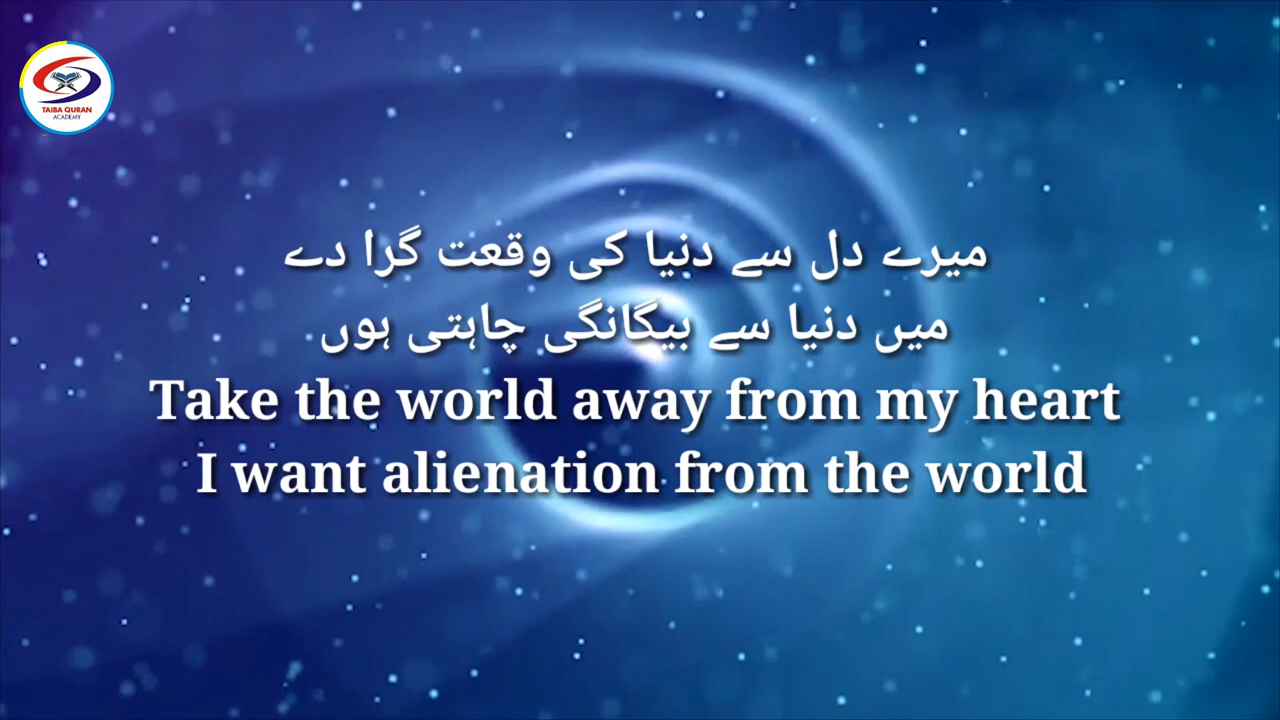 TAIBA QURAN
ACADEMY
میرے دل سے دنیا کی وقعت گرا دے
میں دنیا سے بیگانگی چاہتی ہوں
Take the world away from my heart
I want alienation from the world